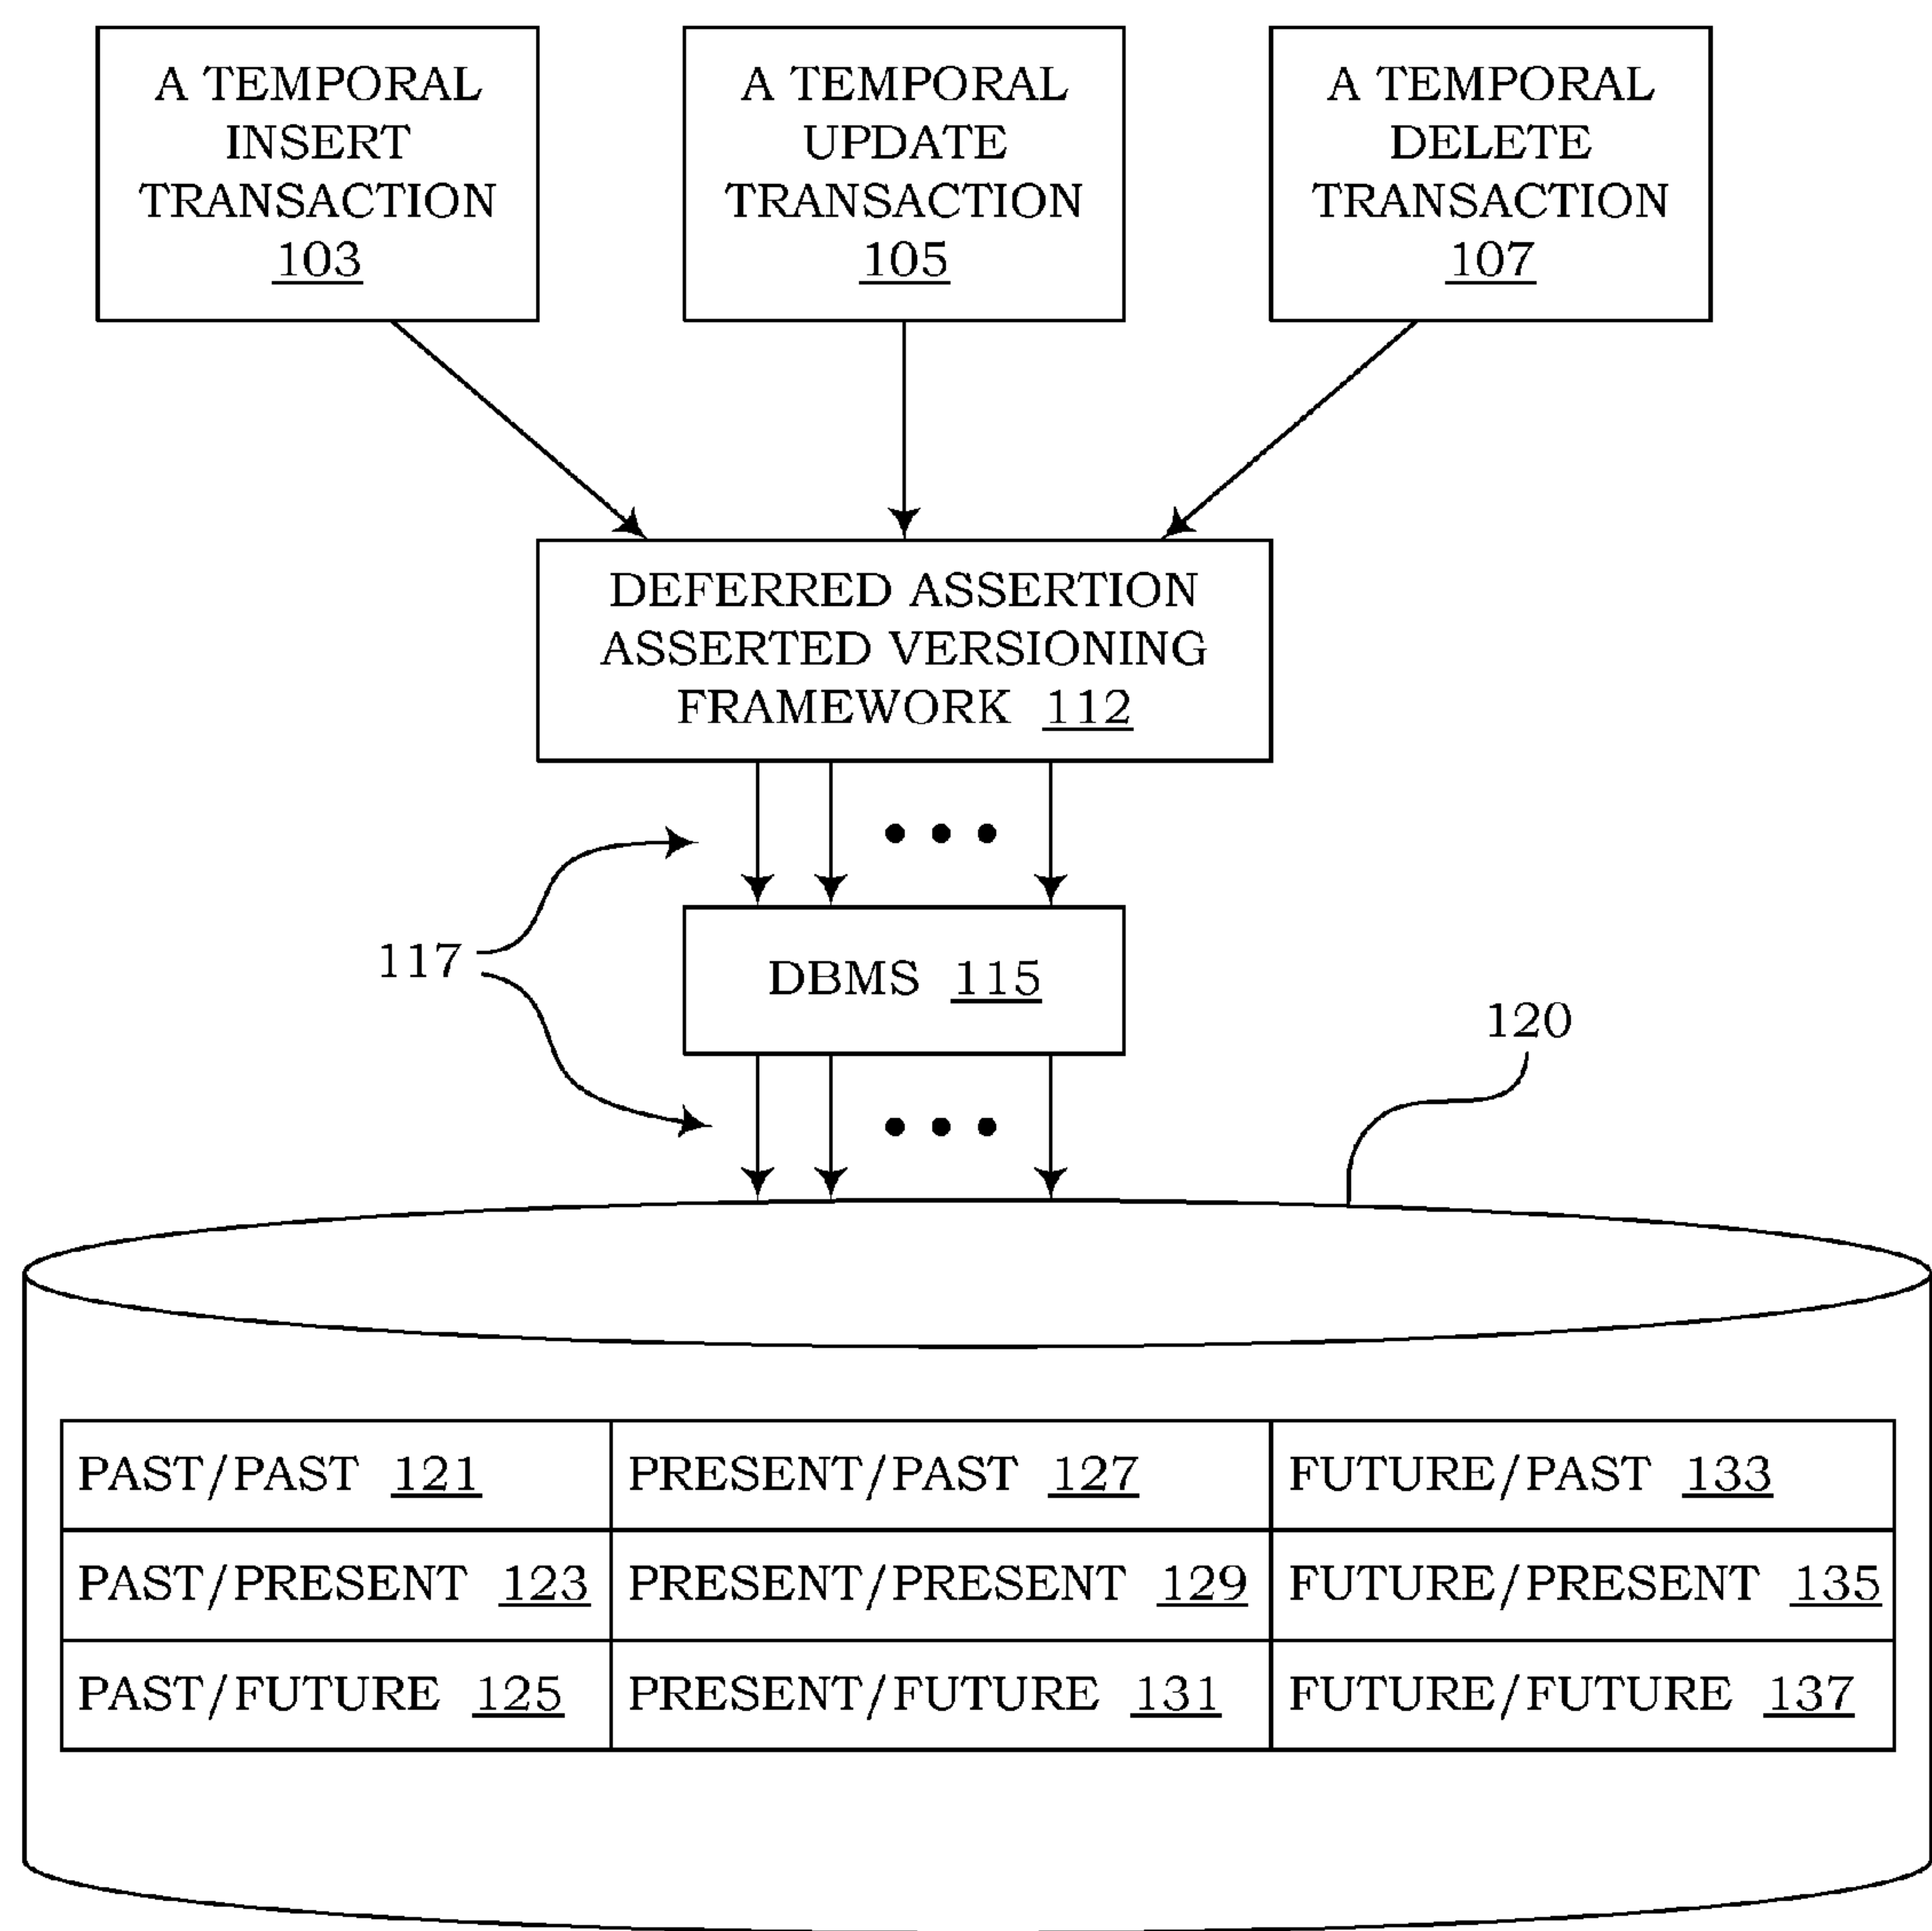 A TEMPORAL
INSERT
TRANSACTION
103
A TEMPORAL
UPDATE
TRANSACTION
105
A TEMPORAL
DELETE
TRANSACTION
107
DEFERRED ASSERTION
ASSERTED VERSIONING
FRAMEWORK 112
117
DBMS 115
120
PAST/PAST 121
PRESENT/PAST 127
FUTURE/PAST 133
PAST/PRESENT 123
PRESENT/PRESENT 129
FUTURE/PRESENT 135
PAST/FUTURE 125
PRESENT/FUTURE 131
FUTURE/FUTURE 137